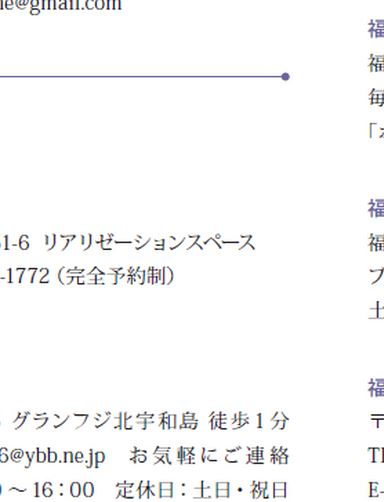 e@gmail.com
1-6 リアリゼーションスペース
-1772（完全予約制）
グランフジ北宇和島 徒歩1分
6@ybb.ne.jp お気軽にご連絡
～16：00 定休日：土日・祝日
福
福
毎
「
福
福
ブ
土
福
〒
E-